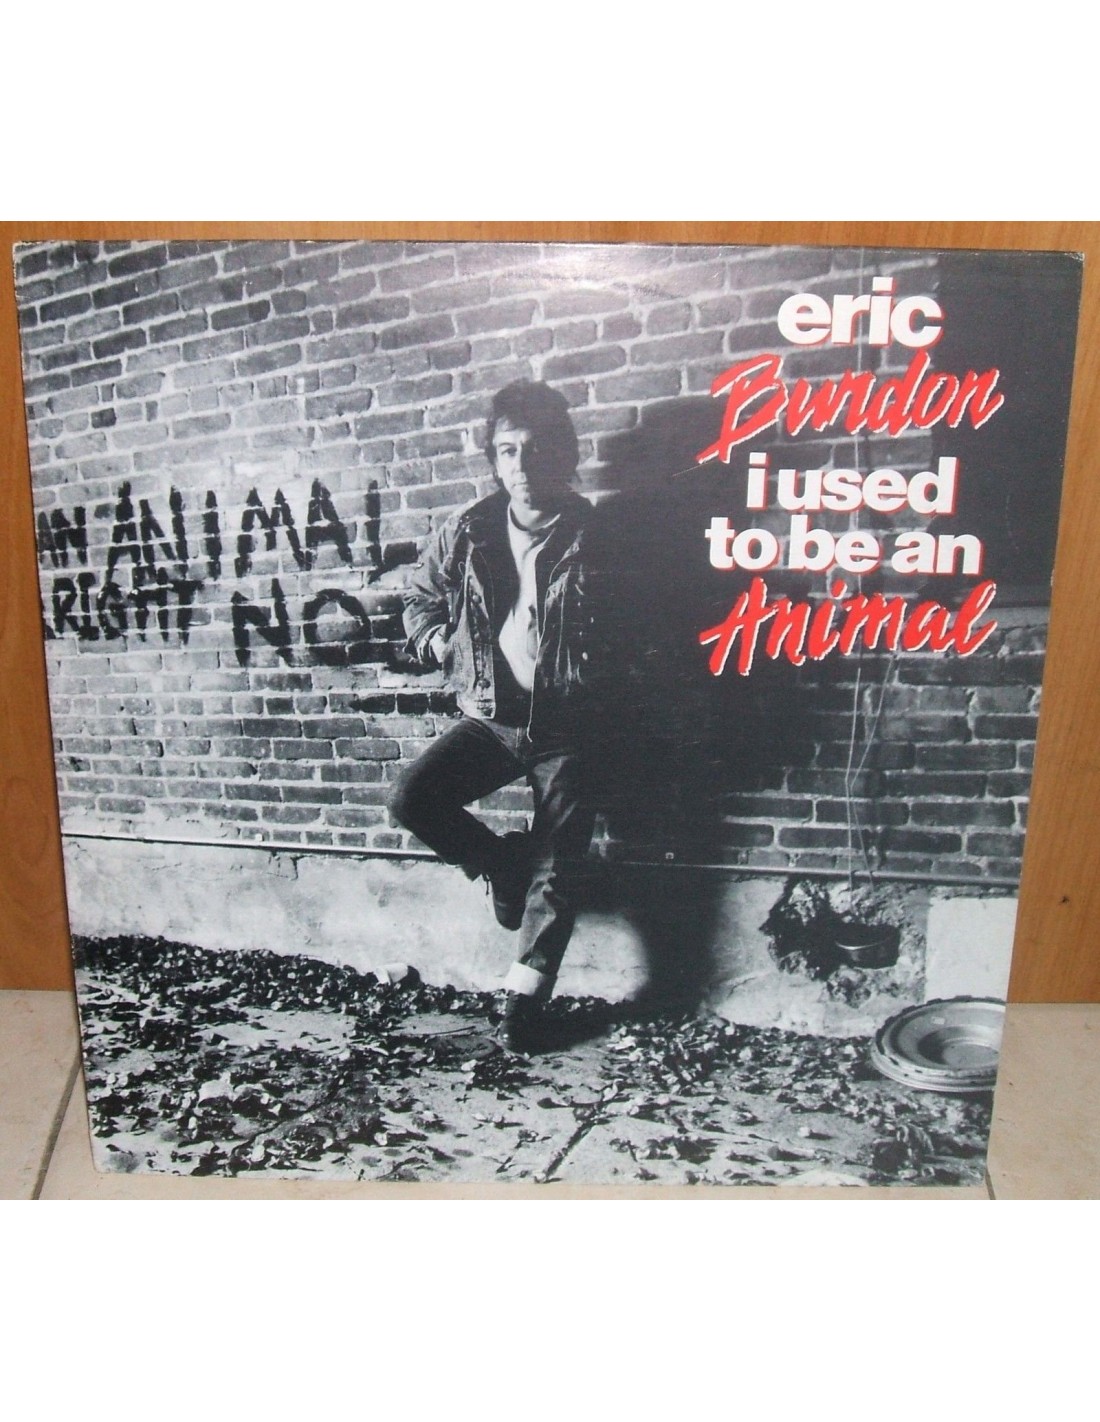 eric
Burdon
i used
to be an
Animal
AN ANIMAL
RIGHT NO